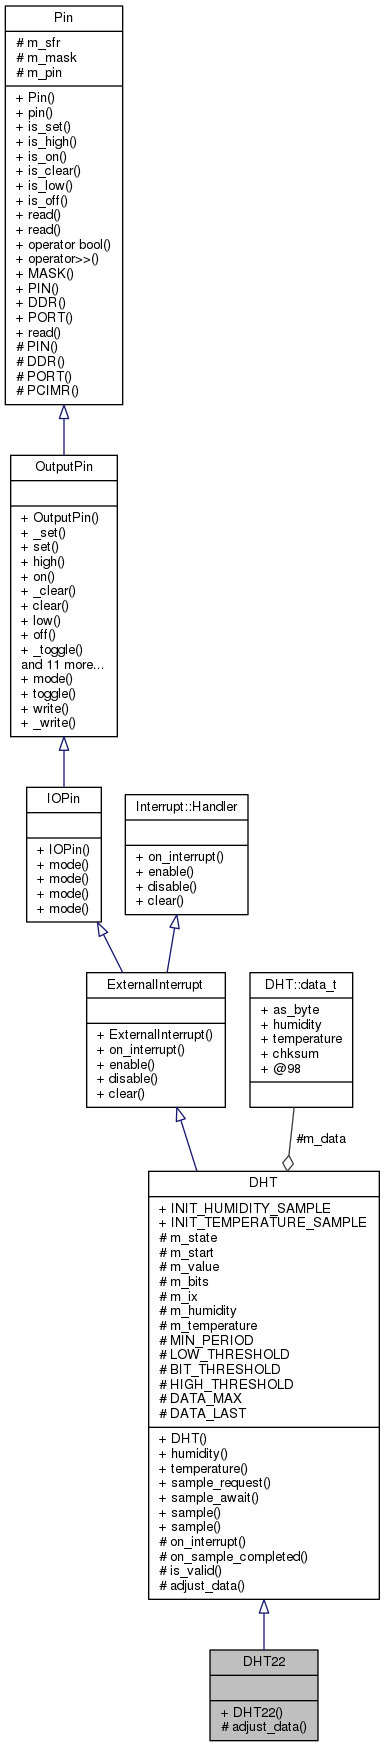 Pin
# m_sfr
# m_mask
# m_pin
+ Pin()
+ pin()
+ is_set()
+ is_high()
+ is_on()
+ is_clear()
+ is_low()
+ is_off()
+ read()
+ read()
+ operator bool()
+ operator>>()
+ MASK()
+ PIN()
+ DDR()
+ PORT()
+ read()
# PIN()
# DDR()
# PORT()
# PCIMR()
OutputPin
+ OutputPin()
+ _set()
+ set()
+ high()
+ on()
+ _clear()
+ clear()
+ low()
+ off()
+ _toggle()
and 11 more...
+ mode()
+ toggle()
+ write()
+ _write()
IOPin
+ IOPin()
+ mode()
+ mode()
+ mode()
+ mode()
Interrupt::Handler
+ on_interrupt()
+ enable()
+ disable()
+ clear()
ExternalInterrupt
+ ExternalInterrupt()
+ on_interrupt()
+ enable()
+ disable()
+ clear()
DHT::data_t
+ as_byte
+ humidity
+ temperature
+ chksum
+ @98
#m_data
DHT
+ INIT_HUMIDITY_SAMPLE
+ INIT_TEMPERATURE_SAMPLE
# m_state
# m_start
# m_value
# m_bits
# m_ix
# m_humidity
# m_temperature
# MIN_PERIOD
# LOW_THRESHOLD
# BIT_THRESHOLD
# HIGH_THRESHOLD
# DATA_MAX
# DATA_LAST
+ DHT()
+ humidity()
+ temperature()
+ sample_request()
+ sample_await()
+ sample()
+ sample()
# on_interrupt()
# on_sample_completed()
# is_valid()
# adjust_data()
DHT22
+ DHT22()
# adjust_data()